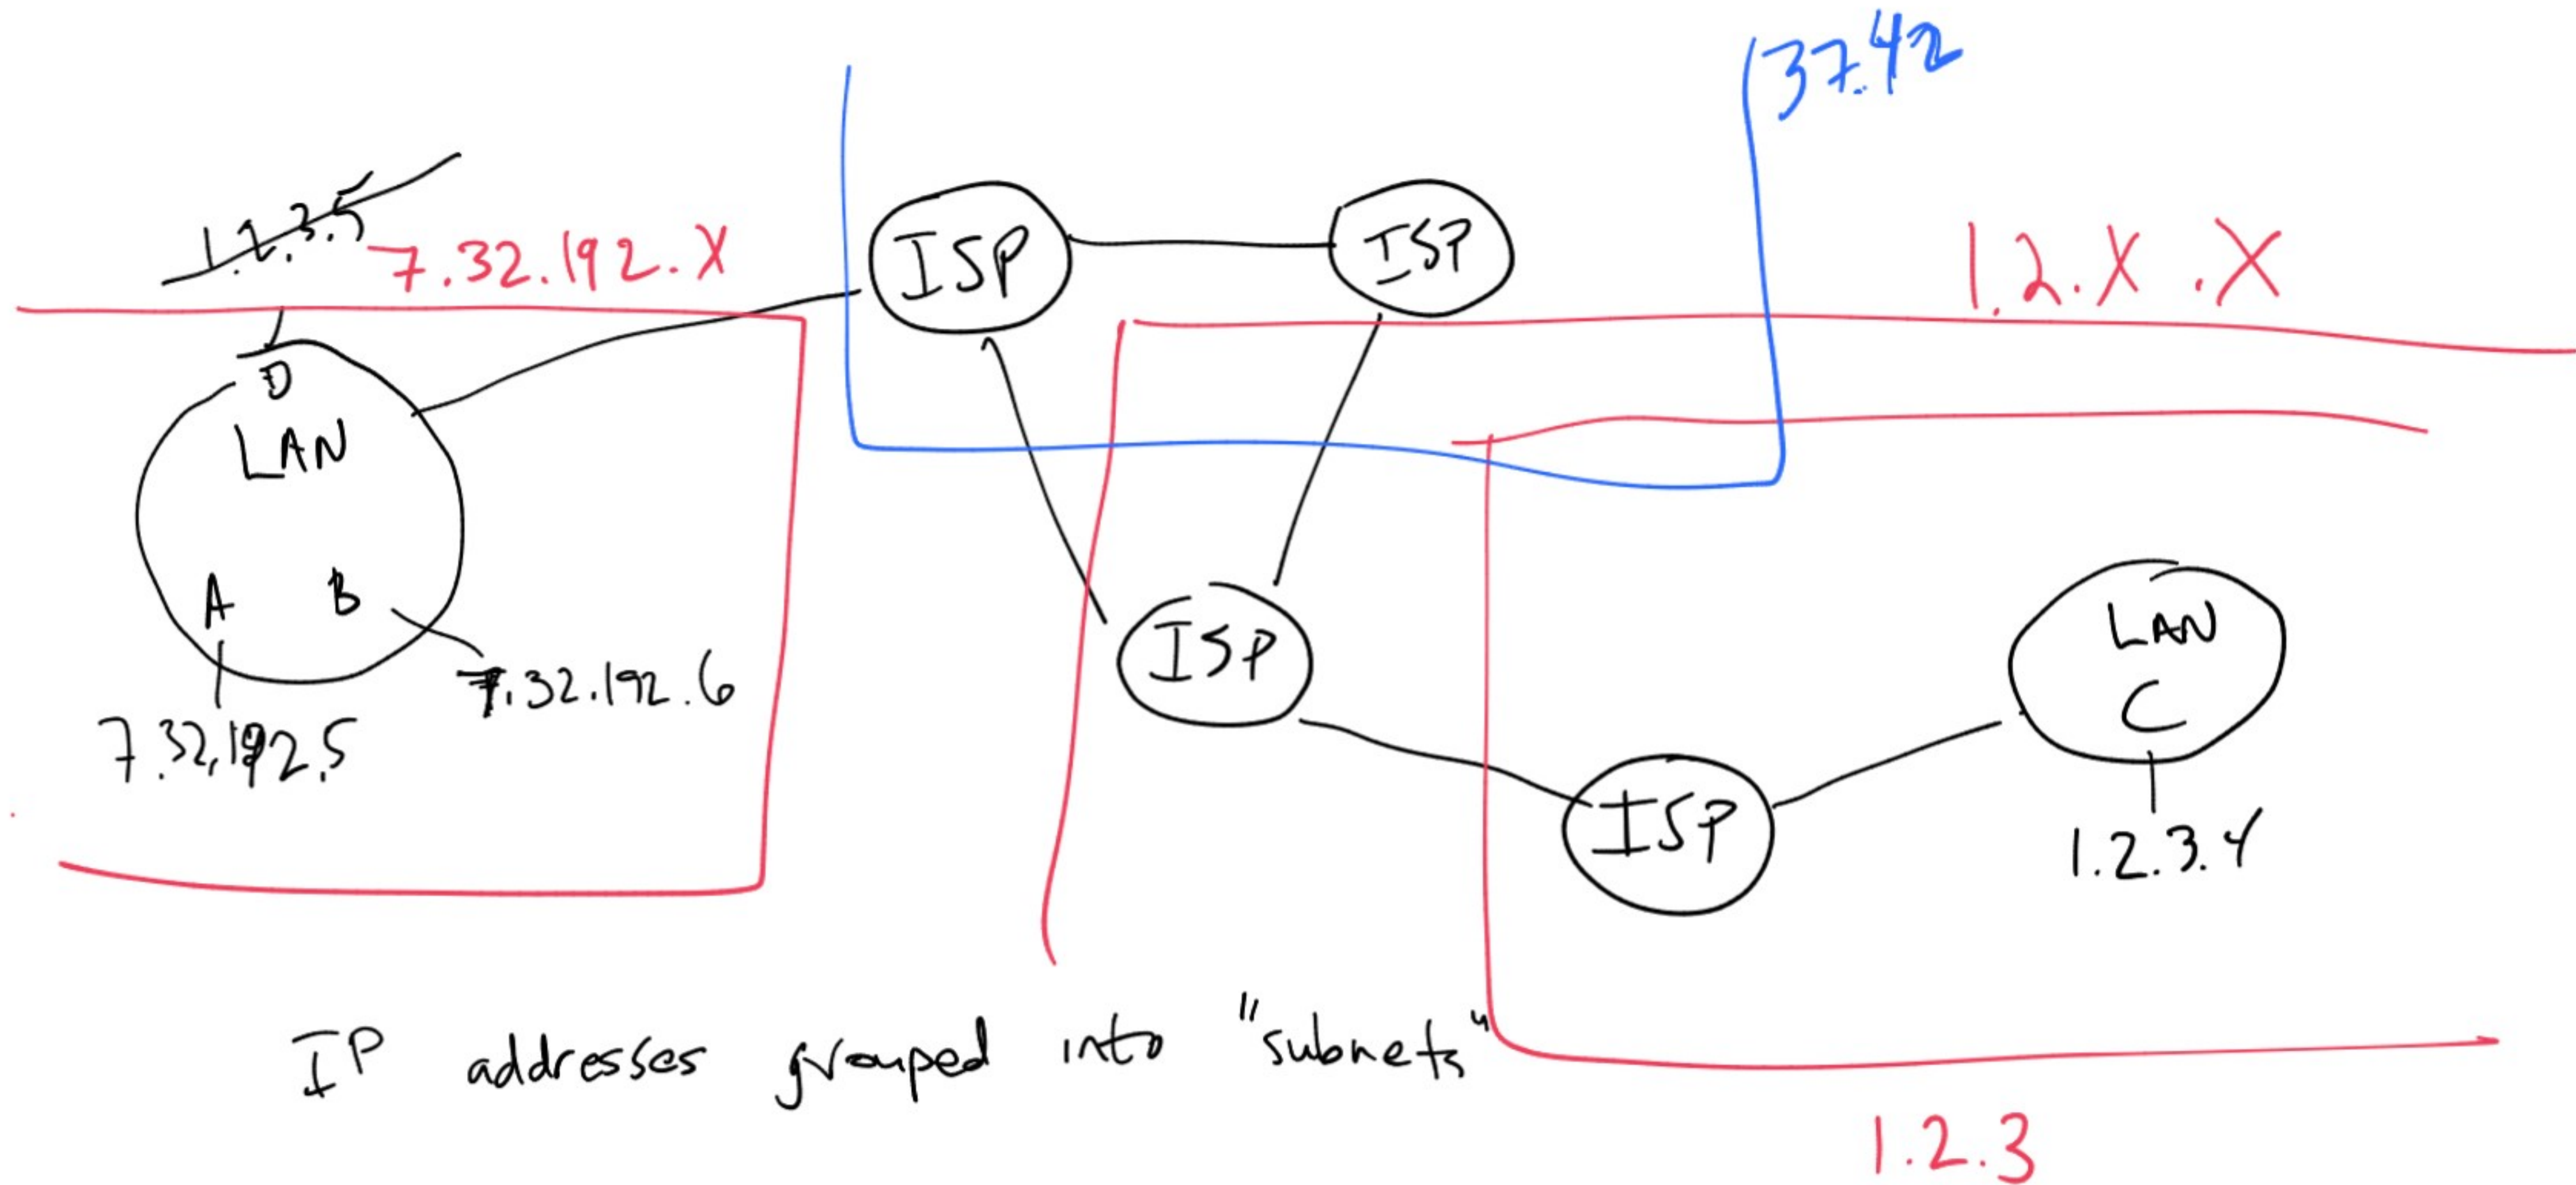 37.42
1.2.3.5
7.32.192.X
ISP
ISP
1.2.X.X
D
LAN
A B
7.32.192.6
7.32.192.5
ISP
LAN
C
ISP
1.2.3.4
IP addresses grouped into "subnets"
1.2.3